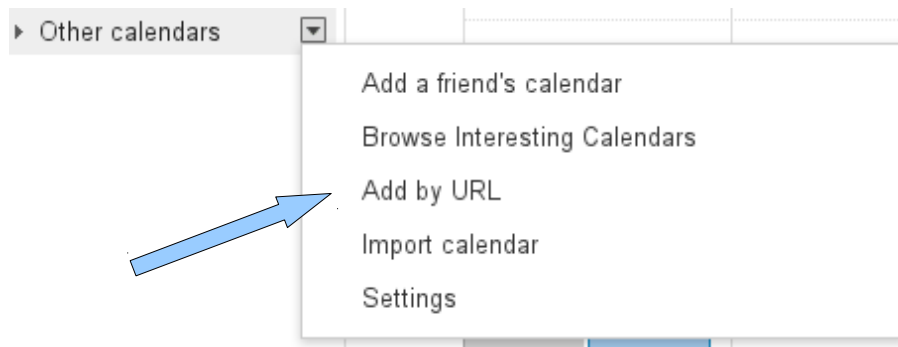 Other calendars
Add a friend's calendar
Browse Interesting Calendars
Add by URL
Import calendar
Settings